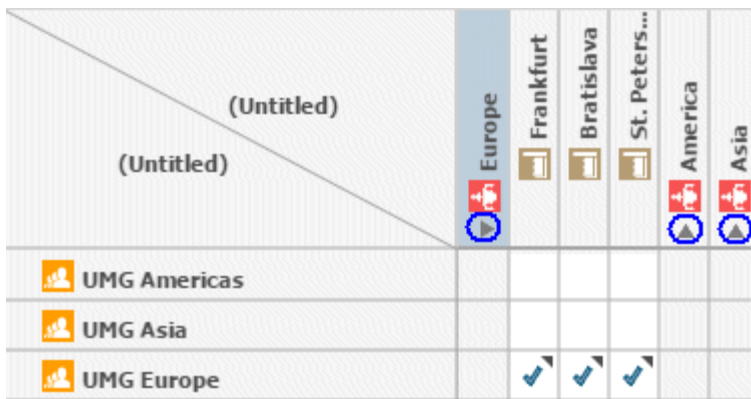 (Untitled)
(Untitled)
Europe
Frankfurt
Bratislava
St. Peters...
America
Asia
UMG Americas
UMG Asia
UMG Europe